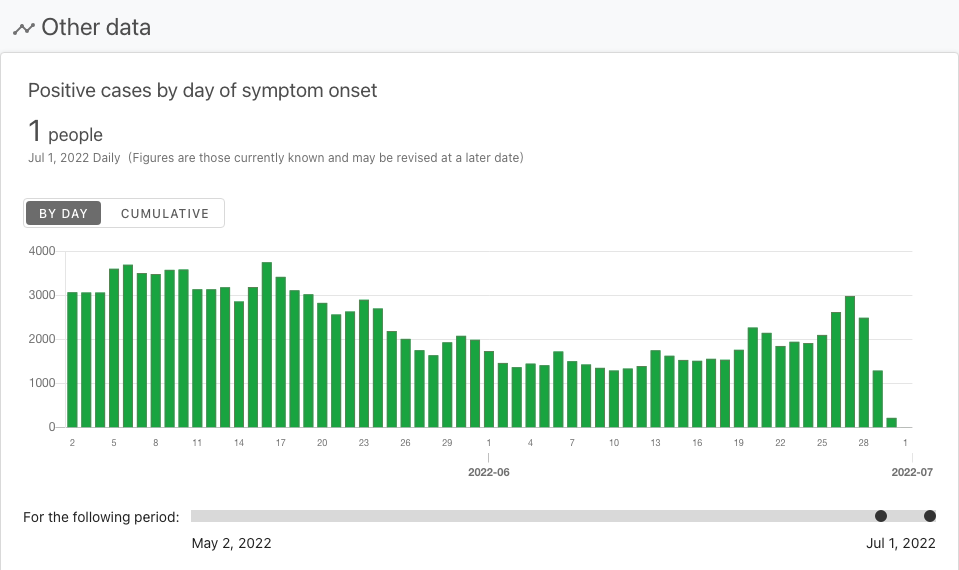 Other data
Positive cases by day of symptom onset
1 people
Jul 1, 2022 Daily (Figures are those currently known and may be revised at a later date)
BY DAY CUMULATIVE
4000
3000
2000
1000
0
2 5 8 11 14 17 20 23 26 29 1 4 7 10 13 16 19 22 25 28 1
2022-06 2022-07
For the following period:
May 2, 2022 Jul 1, 2022